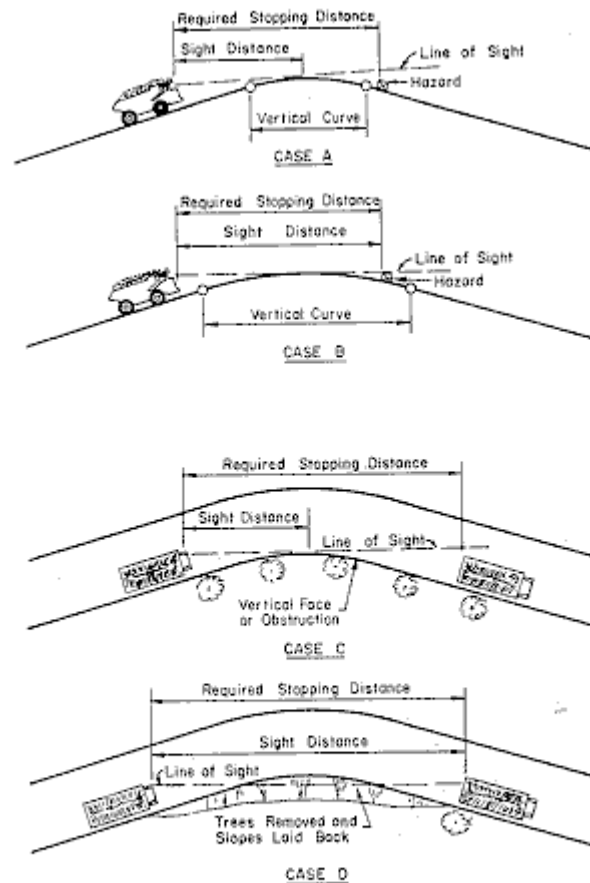 Required Stopping Distance
Sight Distance
Line of Sight
Hazard
Vertical Curve
CASE A
Required Stopping Distance
Sight Distance
Line of Sight
Hazard
Vertical Curve
CASE B
Required Stopping Distance
Sight Distance
Line of Sight
Vertical Face
or Obstruction
CASE C
Required Stopping Distance
Sight Distance
Line of Sight
Trees Removed and
Slopes Laid Back
CASE D